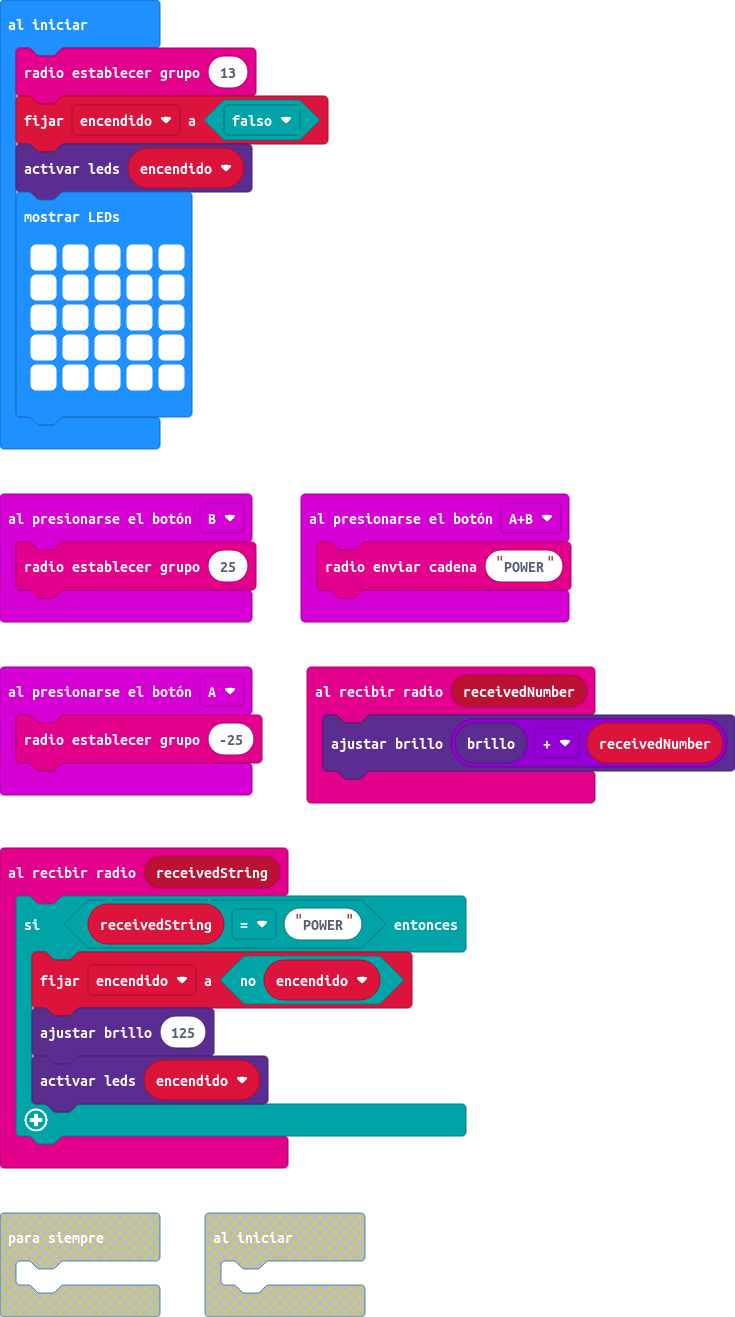 al iniciar
radio establecer grupo 13
fijar encendido a falso
activar leds encendido
mostrar LEDs
al presionarse el botón B
radio establecer grupo 25
al presionarse el botón A+B
radio enviar cadena "POWER"
al presionarse el botón A
radio establecer grupo -25
al recibir radio receivedNumber
ajustar brillo brillo + receivedNumber
al recibir radio receivedString
si receivedString = "POWER" entonces
fijar encendido a no encendido
ajustar brillo 125
activar leds encendido
para siempre
al iniciar